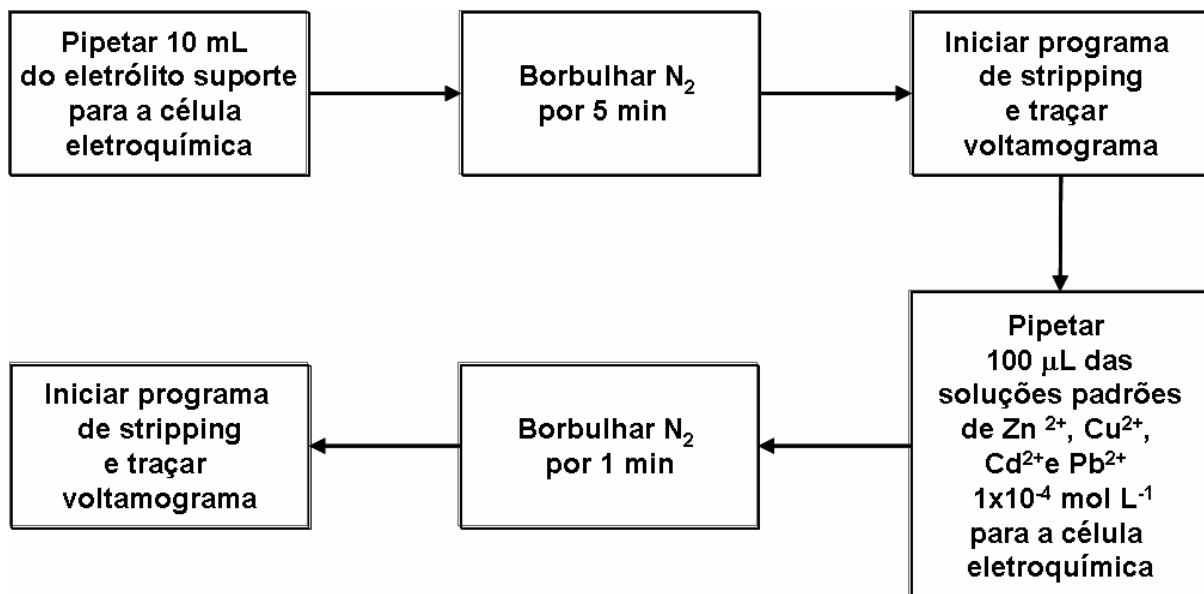 Pipetar 10 mL
do eletrólito suporte
para a célula
eletroquímica
Borbulhar N₂
por 5 min
Iniciar programa
de stripping
e traçar
voltamograma
Pipetar
100 μL das
soluções padrões
de Zn ²⁺, Cu²⁺,
Cd²⁺e Pb²⁺
1x10⁻⁴ mol L⁻¹
para a célula
eletroquímica
Borbulhar N₂
por 1 min
Iniciar programa
de stripping
e traçar
voltamograma